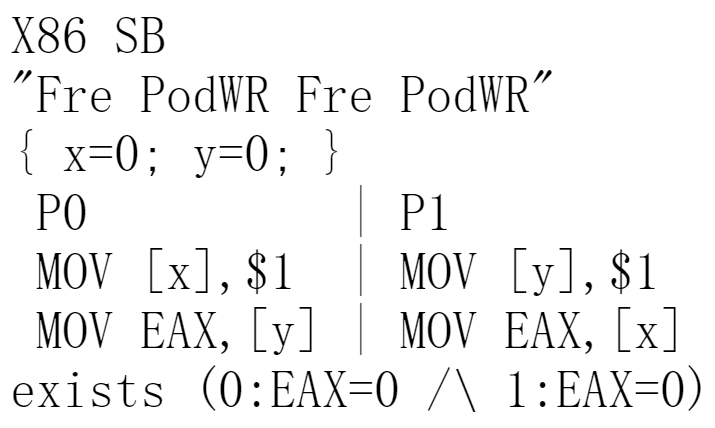 X86 SB
"Fre PodWR Fre PodWR"
{ x=0; y=0; }
P0 | P1
MOV [x],$1 | MOV [y],$1
MOV EAX,[y] | MOV EAX,[x]
exists (0:EAX=0 /\ 1:EAX=0)